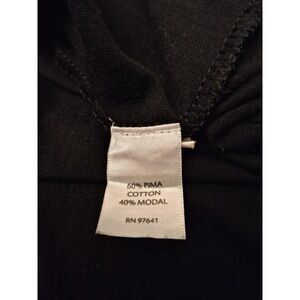 60% PIMA
COTTON
40% MODAL
RN 97641